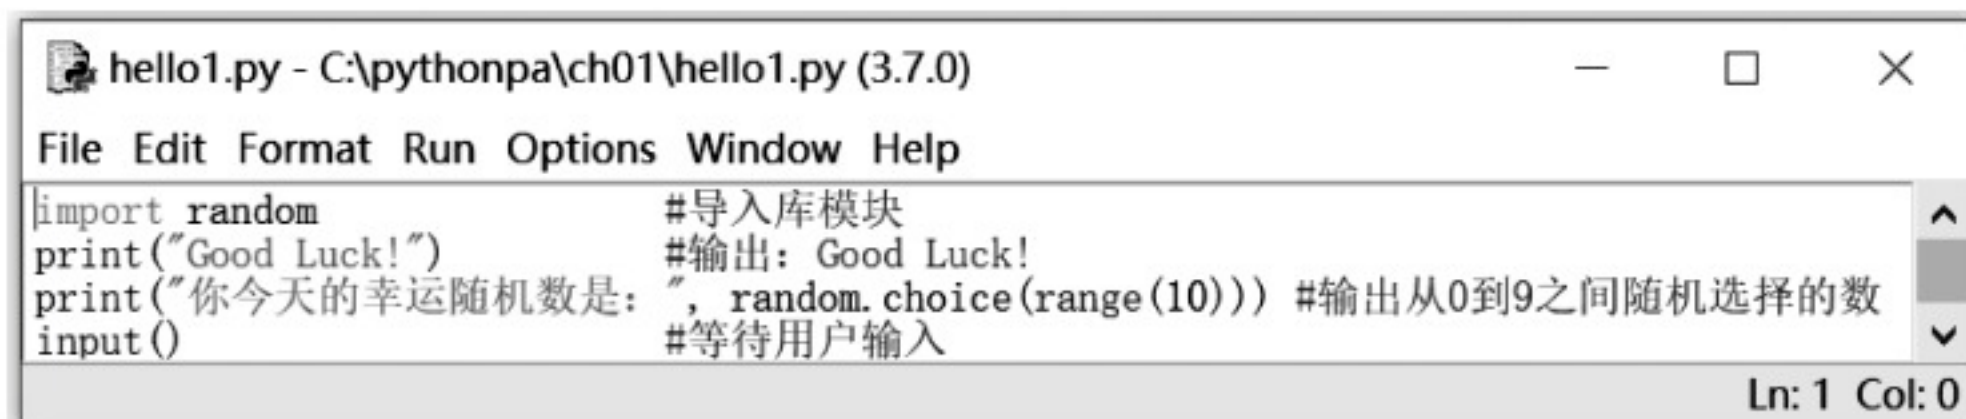 hello1.py - C:\pythonpa\ch01\hello1.py (3.7.0)
File Edit Format Run Options Window Help
import random #导入库模块
print("Good Luck!") #输出：Good Luck!
print("你今天的幸运随机数是：", random.choice(range(10))) #输出从0到9之间随机选择的数
input() #等待用户输入
Ln: 1 Col: 0